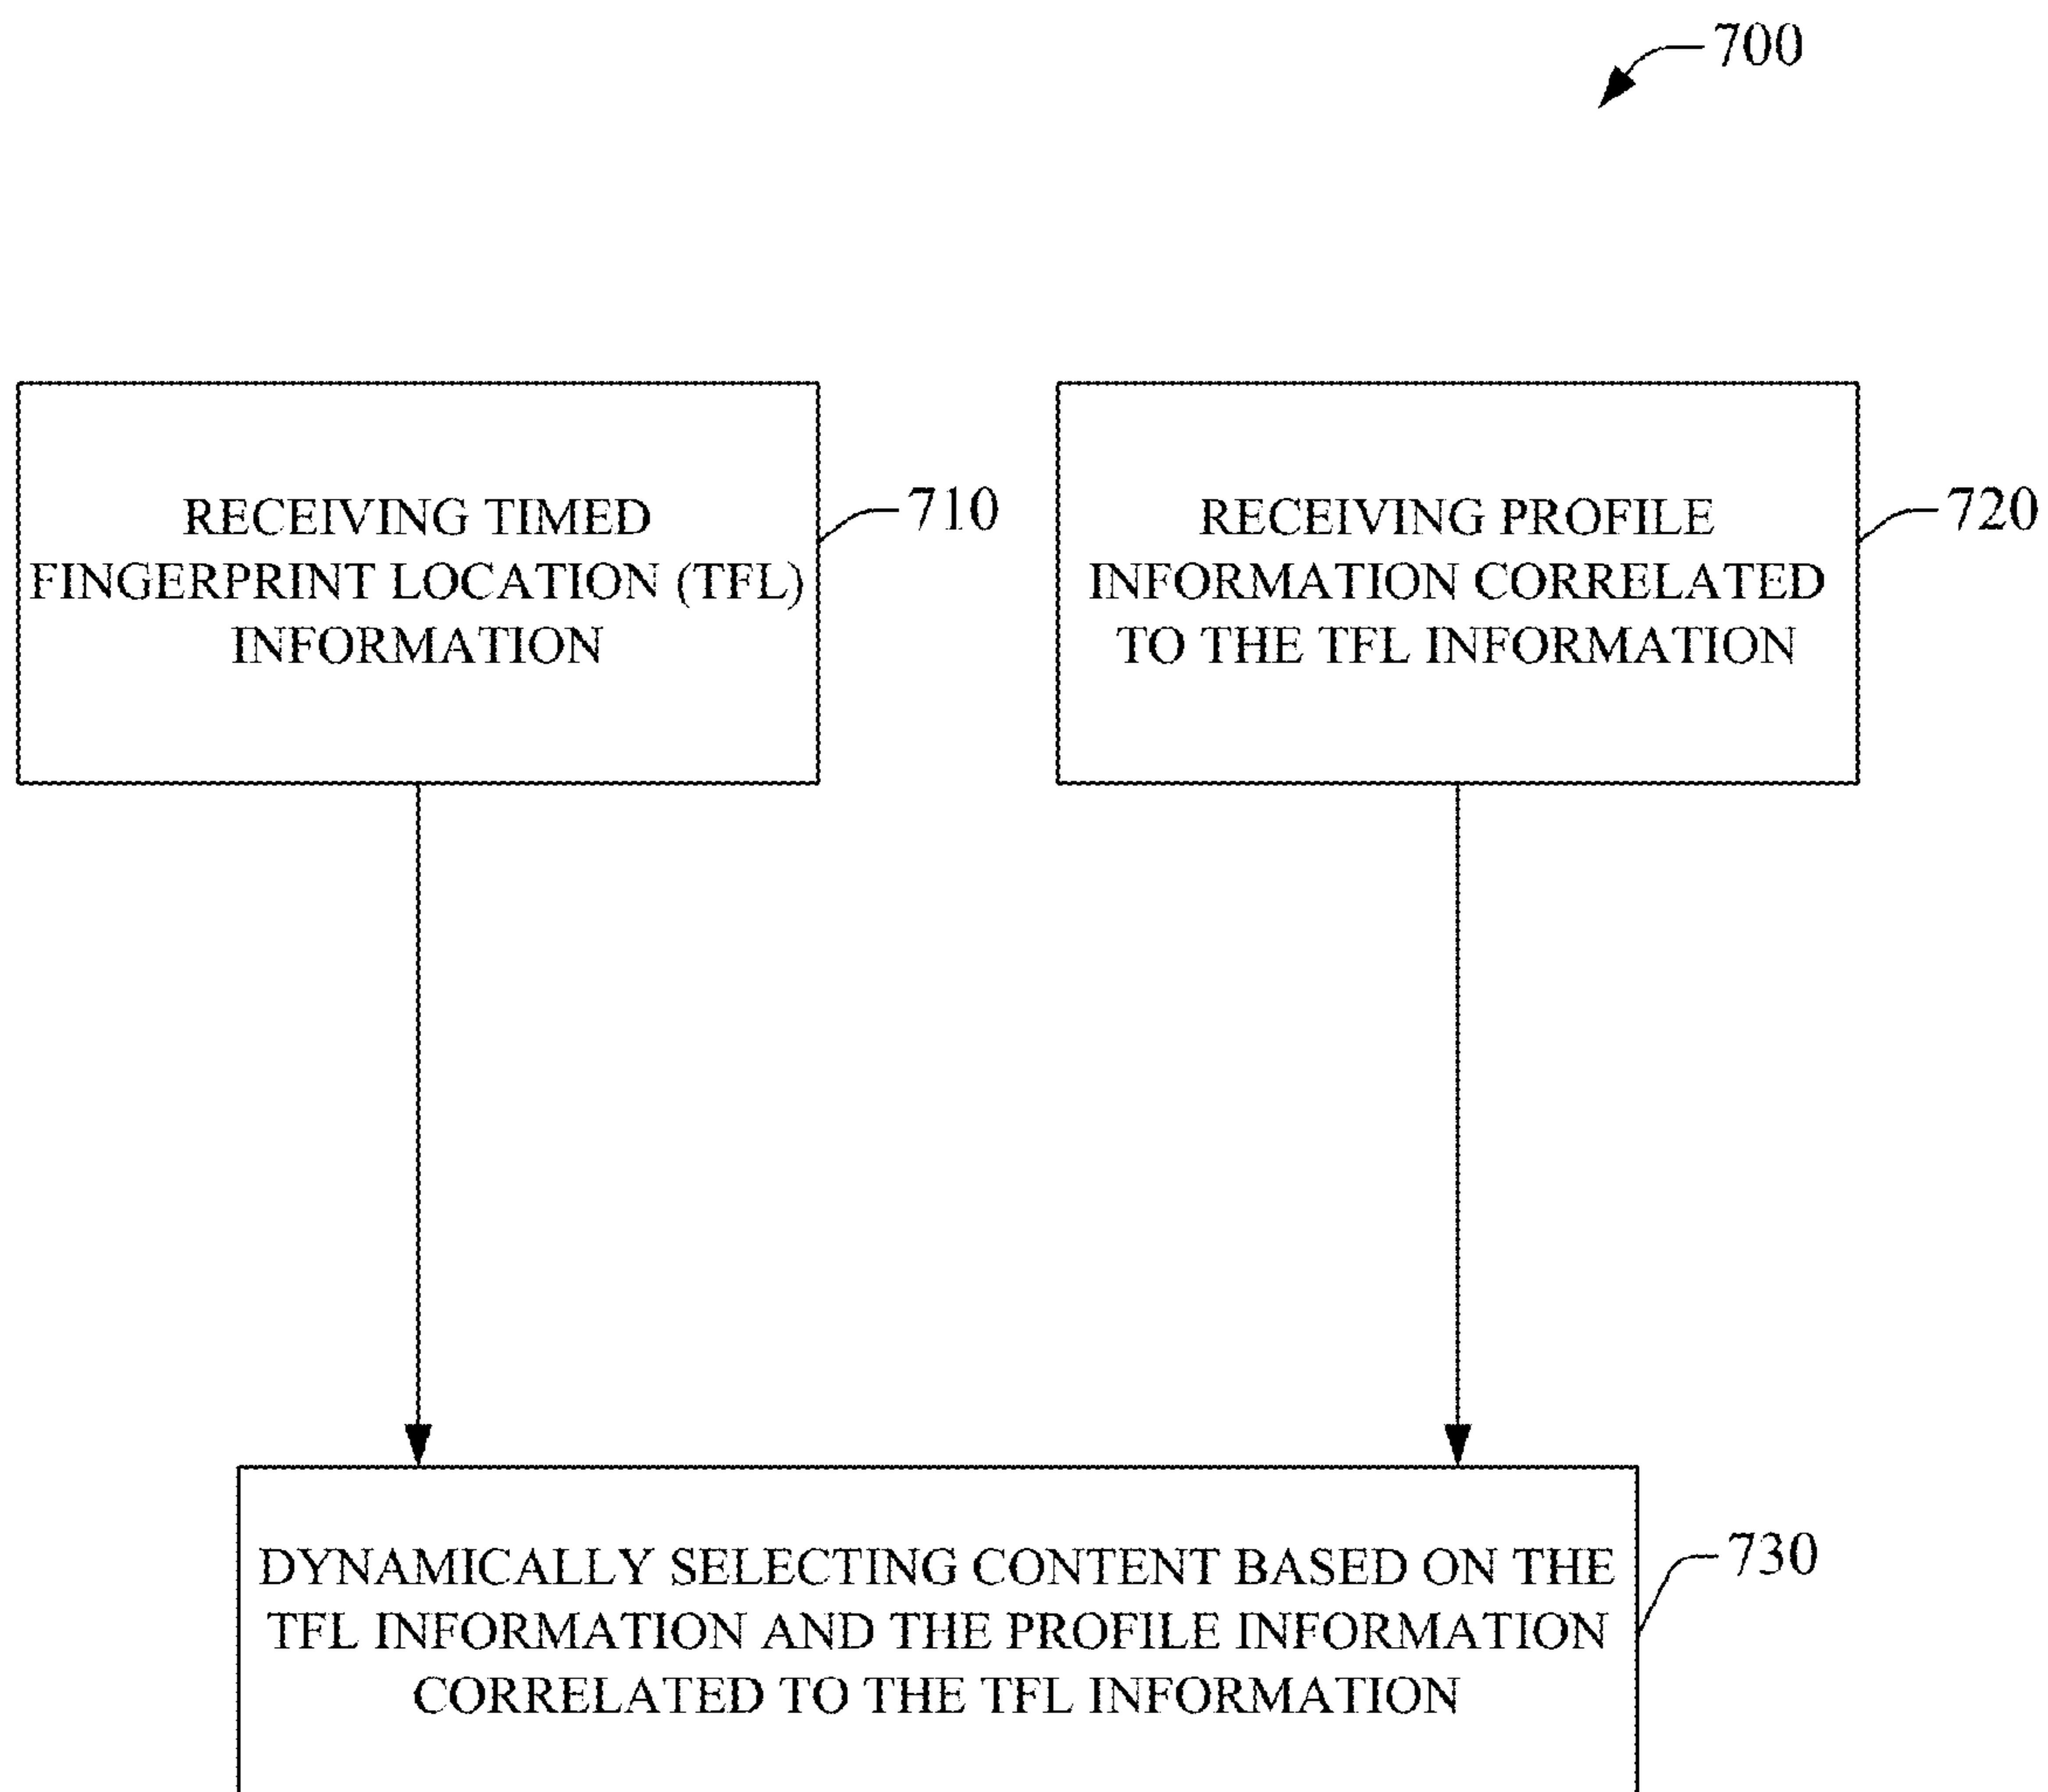 700
RECEIVING TIMED
FINGERPRINT LOCATION (TFL)
INFORMATION
710
RECEIVING PROFILE
INFORMATION CORRELATED
TO THE TFL INFORMATION
720
DYNAMICALLY SELECTING CONTENT BASED ON THE
TFL INFORMATION AND THE PROFILE INFORMATION
CORRELATED TO THE TFL INFORMATION
730